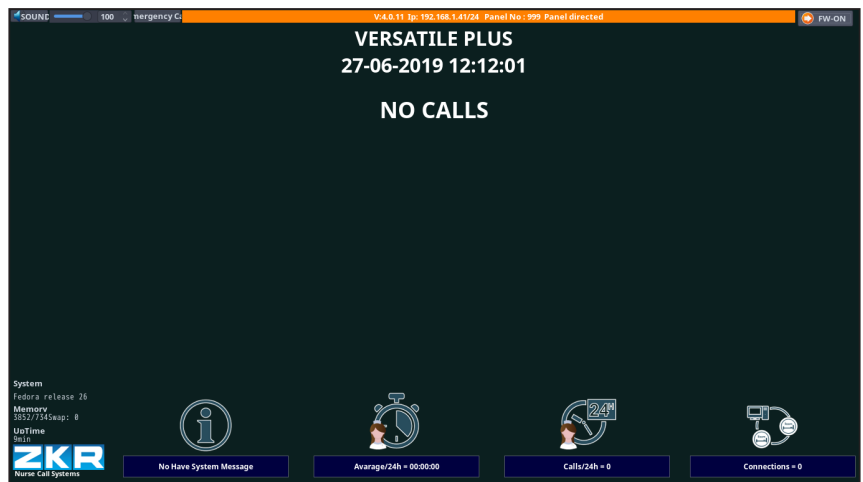 SOUND 100 mergency C
V:4.0.11 Ip: 192.168.1.41/24 Panel No : 999 Panel directed
FW-ON
VERSATILE PLUS
27-06-2019 12:12:01
NO CALLS
System
Fedora release 26
Memory
3852/734Swap: 0
UpTime
9min
ZKR
Nurse Call Systems
24H
No Have System Message
Avarage/24h = 00:00:00
Calls/24h = 0
Connections = 0